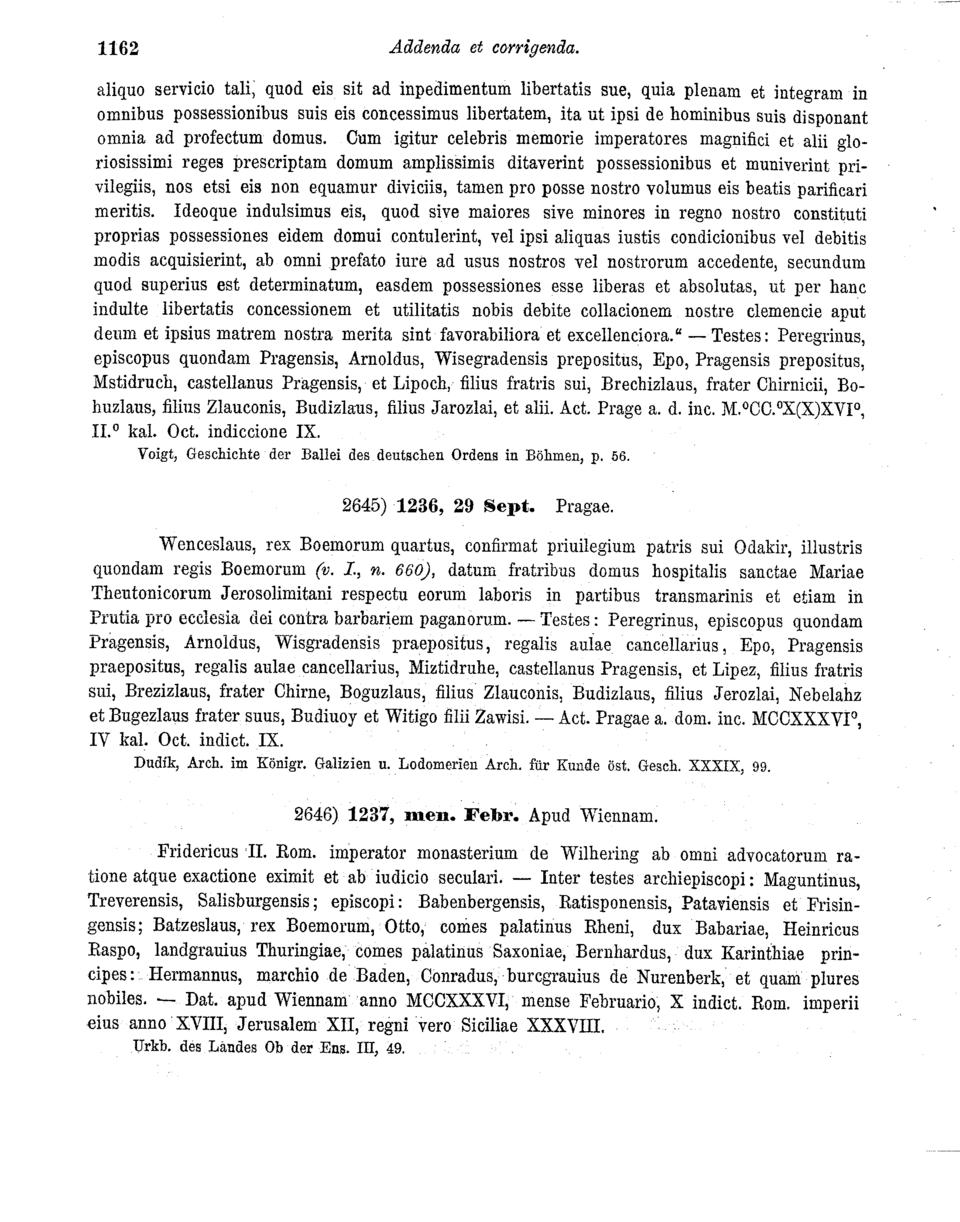 1162 Addenda et corrigenda.
aliquo servicio tali, quod eis sit ad inpedimentum libertatis sue, quia plenam et integram in
omnibus possessionibus suis eis concessimus libertatem, ita ut ipsi de hominibus suis disponant
omnia ad profectum domus. Cum igitur celebris memorie imperatores magnifici et alii glo-
riosissimi reges prescriptam domum amplissimis ditaverint possessionibus et muniverint pri-
vilegiis, nos etsi eis non equamur diviciis, tamen pro posse nostro volumus eis beatis parificari
meritis. Ideoque indulsimus eis, quod sive maiores sive minores in regno nostro constituti
proprias possessiones eidem domui contulerint, vel ipsi aliquas iustis condicionibus vel debitis
modis acquisierint, ab omni prefato iure ad usus nostros vel nostrorum accedente, secundum
quod superius est determinatum, easdem possessiones esse liberas et absolutas, ut per hanc
indulte libertatis concessionem et utilitatis nobis debite collacionem nostre clemencie aput
deum et ipsius matrem nostra merita sint favorabiliora et excellenciora.“ — Testes: Peregrinus,
episcopus quondam Pragensis, Arnoldus, Wisegradensis prepositus, Epo, Pragensis prepositus,
Mstidruch, castellanus Pragensis, et Lipoch, filius fratris sui, Brechizlaus, frater Chirnicii, Bo-
huzlaus, filius Zlauconis, Budizlaus, filius Jarozlai, et alii. Act. Prage a. d. inc. M.⁰CC.⁰X(X)XVI⁰,
II.⁰ kal. Oct. indiccione IX.
Voigt, Geschichte der Ballei des deutschen Ordens in Böhmen, p. 56.
2645) 1236, 29 Sept. Pragae.
Wenceslaus, rex Boemorum quartus, confirmat priuilegium patris sui Odakir, illustris
quondam regis Boemorum (v. I., n. 660), datum fratribus domus hospitalis sanctae Mariae
Thentonicorum Jerosolimitani respectu eorum laboris in partibus transmarinis et etiam in
Prutia pro ecclesia dei contra barbariem paganorum. — Testes: Peregrinus, episcopus quondam
Pragensis, Arnoldus, Wisgradensis praepositus, regalis aulae cancellarius, Epo, Pragensis
praepositus, regalis aulae cancellarius, Miztidruhe, castellanus Pragensis, et Lipez, filius fratris
sui, Brezizlaus, frater Chirne, Boguzlaus, filius Zlauconis, Budizlaus, filius Jerozlai, Nebelahz
et Bugezlaus frater suus, Budiuoy et Witigo filii Zawisi. — Act. Pragae a. dom. inc. MCCXXXVI⁰,
IV kal. Oct. indict. IX.
Dudík, Arch. im Königr. Galizien u. Lodomerien Arch. für Kunde öst. Gesch. XXXIX, 99.
2646) 1237, men. Febr. Apud Wiennam.
Fridericus II. Rom. imperator monasterium de Wilhering ab omni advocatorum ra-
tione atque exactione eximit et ab iudicio seculari. — Inter testes archiepiscopi: Maguntinus,
Treverensis, Salisburgensis; episcopi: Babenbergensis, Ratisponensis, Pataviensis et Frisin-
gensis; Batzeslaus, rex Boemorum, Otto, comes palatinus Rheni, dux Babariae, Heinricus
Raspo, landgrauius Thuringiae, comes palatinus Saxoniae, Bernhardus, dux Karinthiae prin-
cipes: Hermannus, marchio de Baden, Conradus, burcgrauius de Nurenberk, et quam plures
nobiles. — Dat. apud Wiennam anno MCCXXXVI, mense Februario, X indict. Rom. imperii
eius anno XVIII, Jerusalem XII, regni vero Siciliae XXXVIII.
Urkb. des Landes Ob der Ens. III, 49.